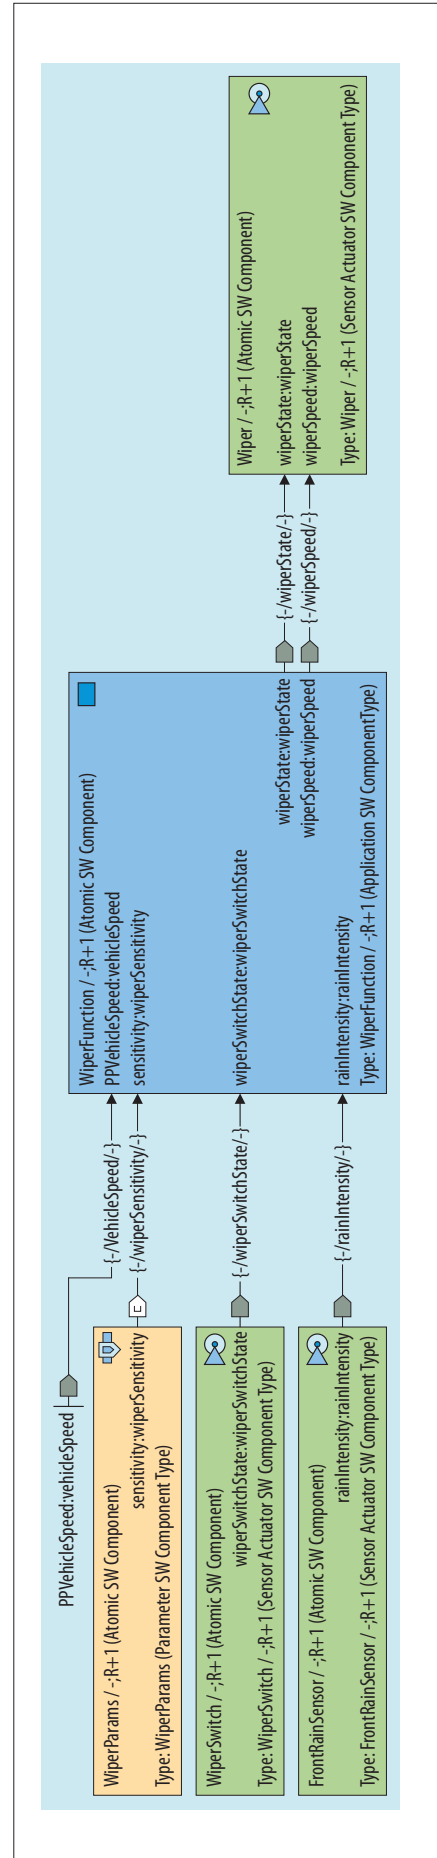 PPVehicleSpeed:vehicleSpeed
{-/VehicleSpeed/-}
WiperParams / -;R+1 (Atomic SW Component)
sensitivity:wiperSensitivity
Type: WiperParams (Parameter SW Component Type)
{-/wiperSensitivity/-}
WiperSwitch / -;R+1 (Atomic SW Component)
wiperSwitchState:wiperSwitchState
Type: WiperSwitch / -;R+1 (Sensor Actuator SW Component Type)
{-/wiperSwitchState/-}
FrontRainSensor / -;R+1 (Atomic SW Component)
rainIntensity:rainIntensity
Type: FrontRainSensor / -;R+1 (Sensor Actuator SW Component Type)
{-/rainIntensity/-}
WiperFunction / -;R+1 (Atomic SW Component)
PPVehicleSpeed:vehicleSpeed
sensitivity:wiperSensitivity
wiperSwitchState:wiperSwitchState
wiperState:wiperState
wiperSpeed:wiperSpeed
rainIntensity:rainIntensity
Type: WiperFunction / -;R+1 (Application SW ComponentType)
{-/wiperState/-}
{-/wiperSpeed/-}
Wiper / -;R+1 (Atomic SW Component)
wiperState:wiperState
wiperSpeed:wiperSpeed
Type: Wiper / -;R+1 (Sensor Actuator SW Component Type)